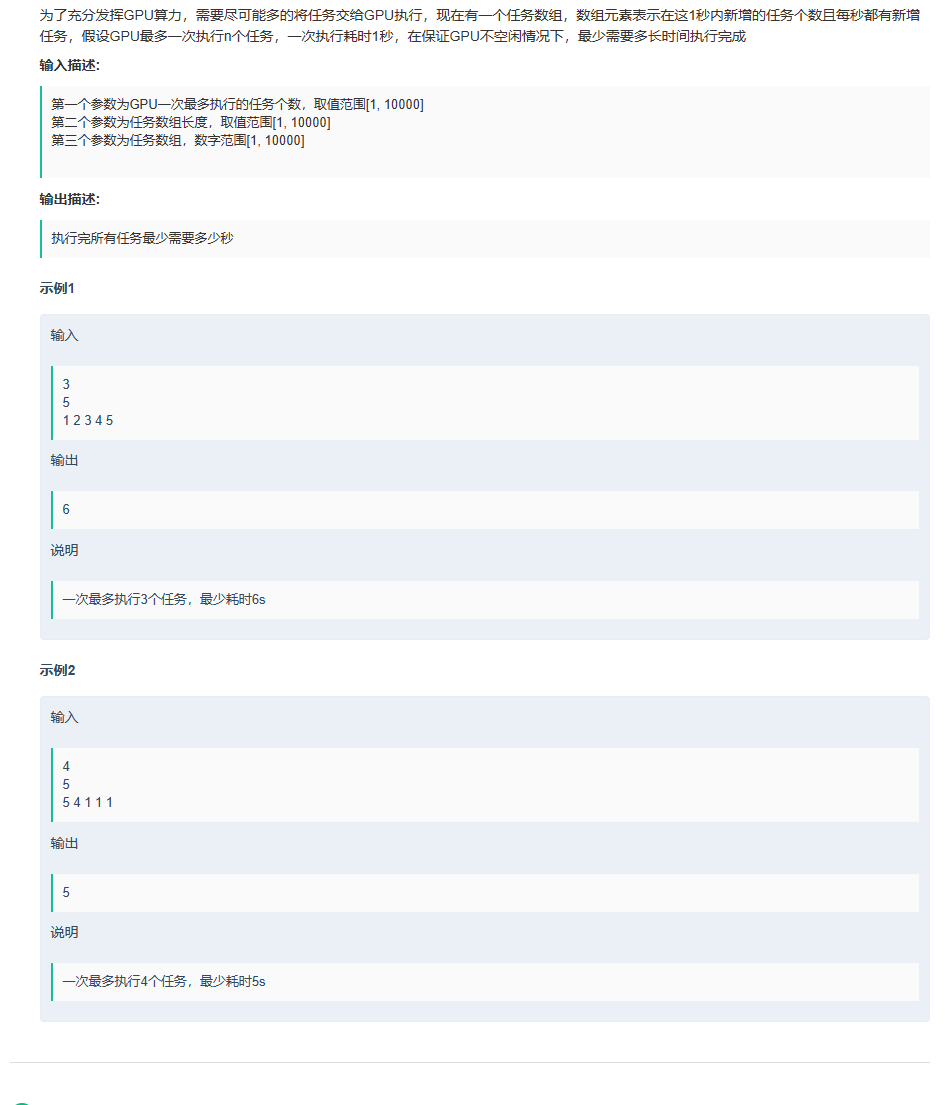 为了充分发挥GPU算力，需要尽可能多的将任务交给GPU执行，现在有一个任务数组，数组元素表示在这1秒内新增的任务个数且每秒都有新增
任务，假设GPU最多一次执行n个任务，一次执行耗时1秒，在保证GPU不空闲情况下，最少需要多长时间执行完成
输入描述:
第一个参数为GPU一次最多执行的任务个数，取值范围[1, 10000]
第二个参数为任务数组长度，取值范围[1, 10000]
第三个参数为任务数组，数字范围[1, 10000]
输出描述:
执行完所有任务最少需要多少秒
示例1
输入
3
5
1 2 3 4 5
输出
6
说明
一次最多执行3个任务，最少耗时6s
示例2
输入
4
5
5 4 1 1 1
输出
5
说明
一次最多执行4个任务，最少耗时5s